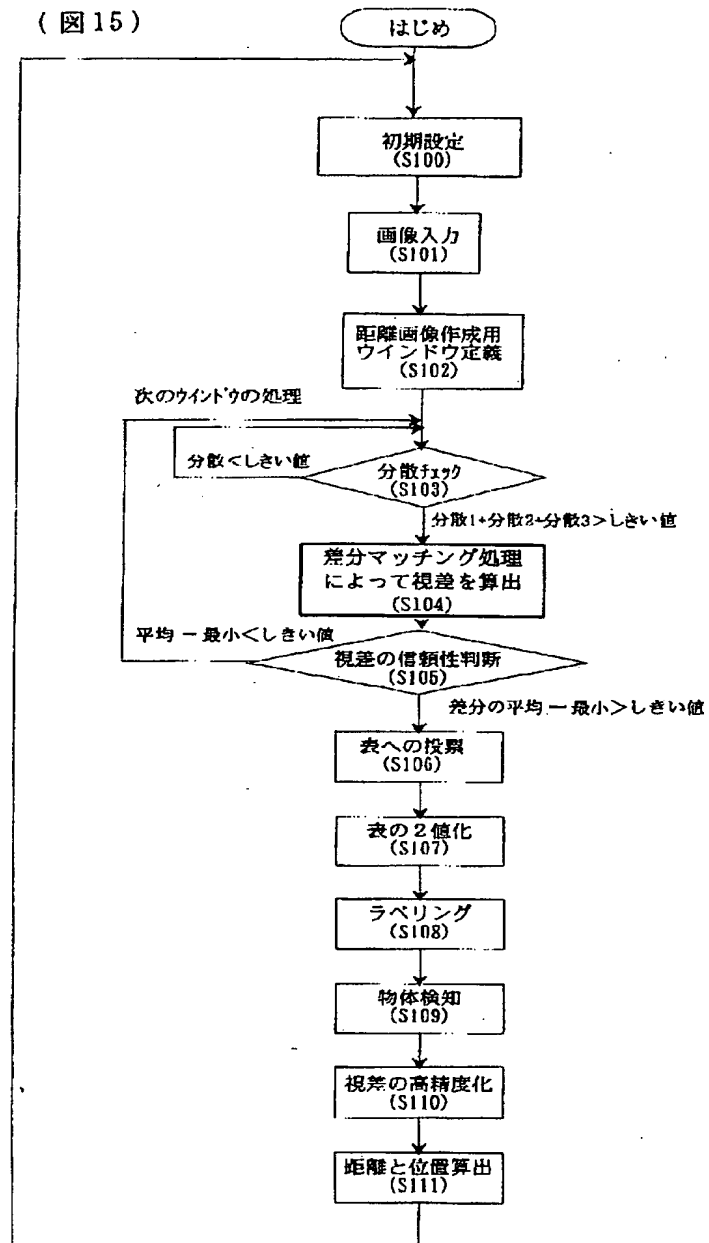 (図15)
はじめ
初期設定
(S100)
画像入力
(S101)
距離画像作成用
ウインドウ定義
(S102)
次のウインドウの処理
分散<しきい値
分散チェック
(S103)
分散1+分散2+分散3>しきい値
差分マッチング処理
によって視差を算出
(S104)
平均－最小<しきい値
視差の信頼性判断
(S105)
差分の平均－最小>しきい値
表への投票
(S106)
表の2値化
(S107)
ラベリング
(S108)
物体検知
(S109)
視差の高精度化
(S110)
距離と位置算出
(S111)